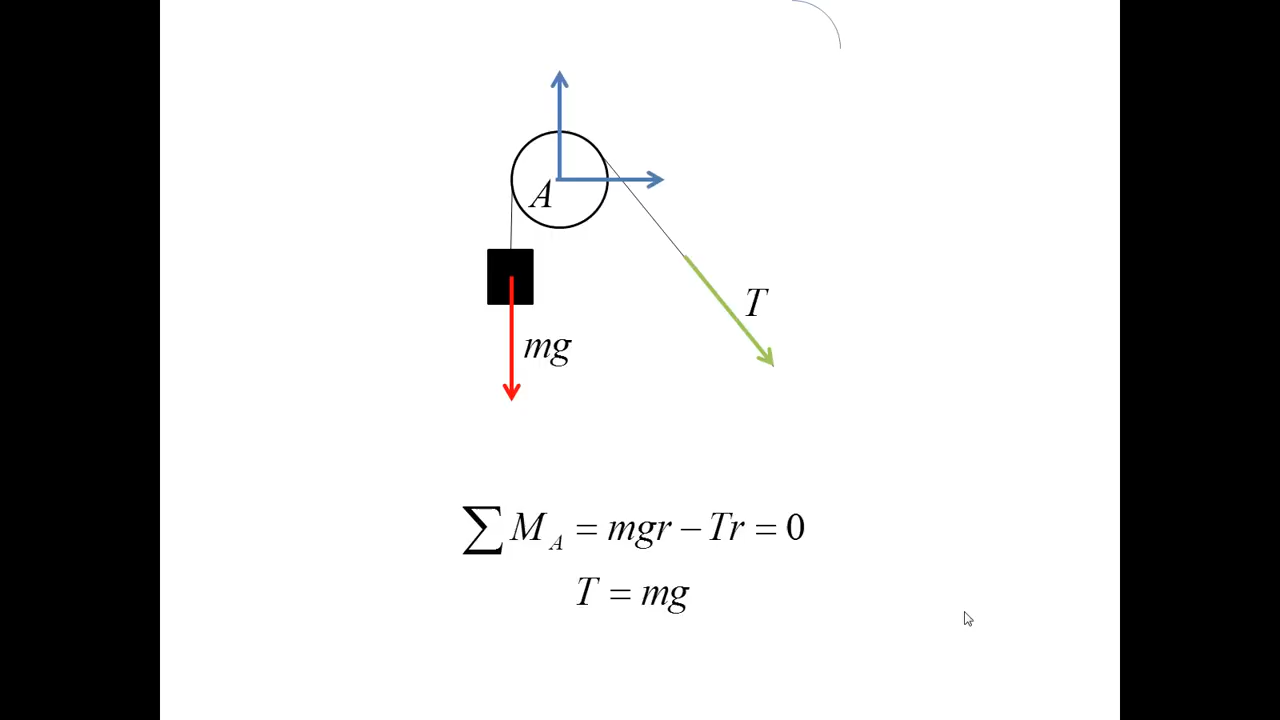 A
T
mg
∑ M_A = mgr − Tr = 0
T = mg